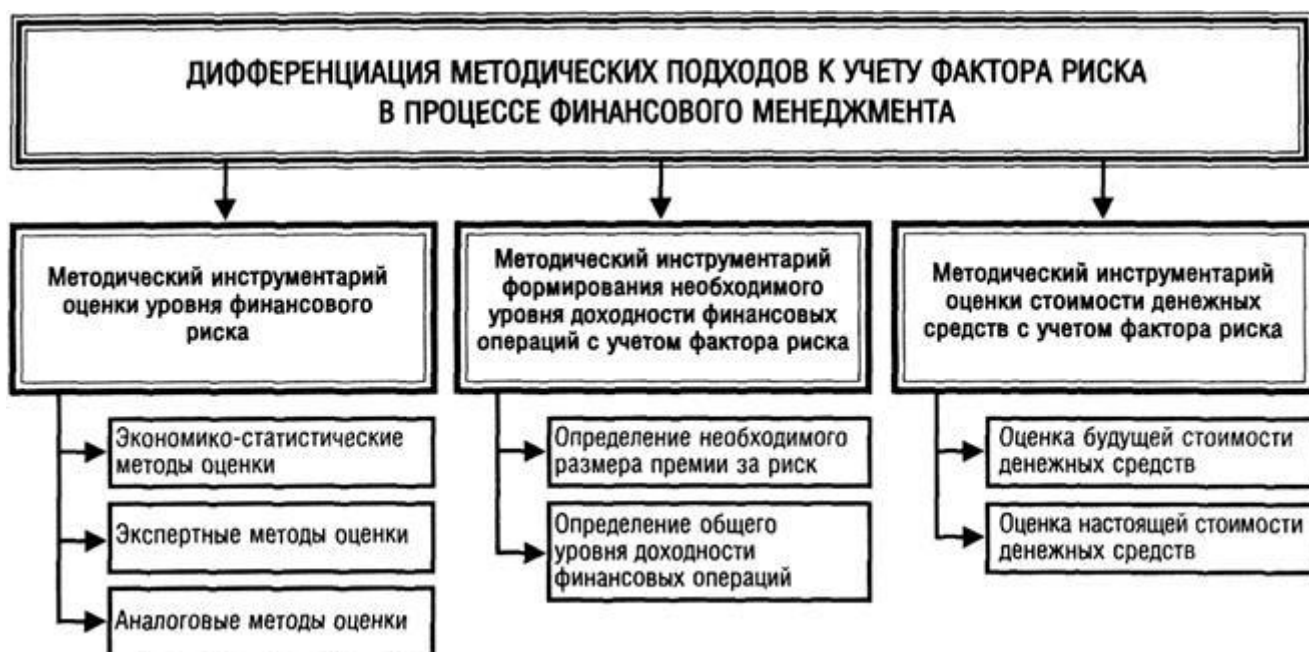 ДИФФЕРЕНЦИАЦИЯ МЕТОДИЧЕСКИХ ПОДХОДОВ К УЧЕТУ ФАКТОРА РИСКА
В ПРОЦЕССЕ ФИНАНСОВОГО МЕНЕДЖМЕНТА
Методический инструментарий
оценки уровня финансового
риска
Экономико-статистические
методы оценки
Экспертные методы оценки
Аналоговые методы оценки
Методический инструментарий
формирования необходимого
уровня доходности финансовых
операций с учетом фактора риска
Определение необходимого
размера премии за риск
Определение общего
уровня доходности
финансовых операций
Методический инструментарий
оценки стоимости денежных
средств с учетом фактора риска
Оценка будущей стоимости
денежных средств
Оценка настоящей стоимости
денежных средств